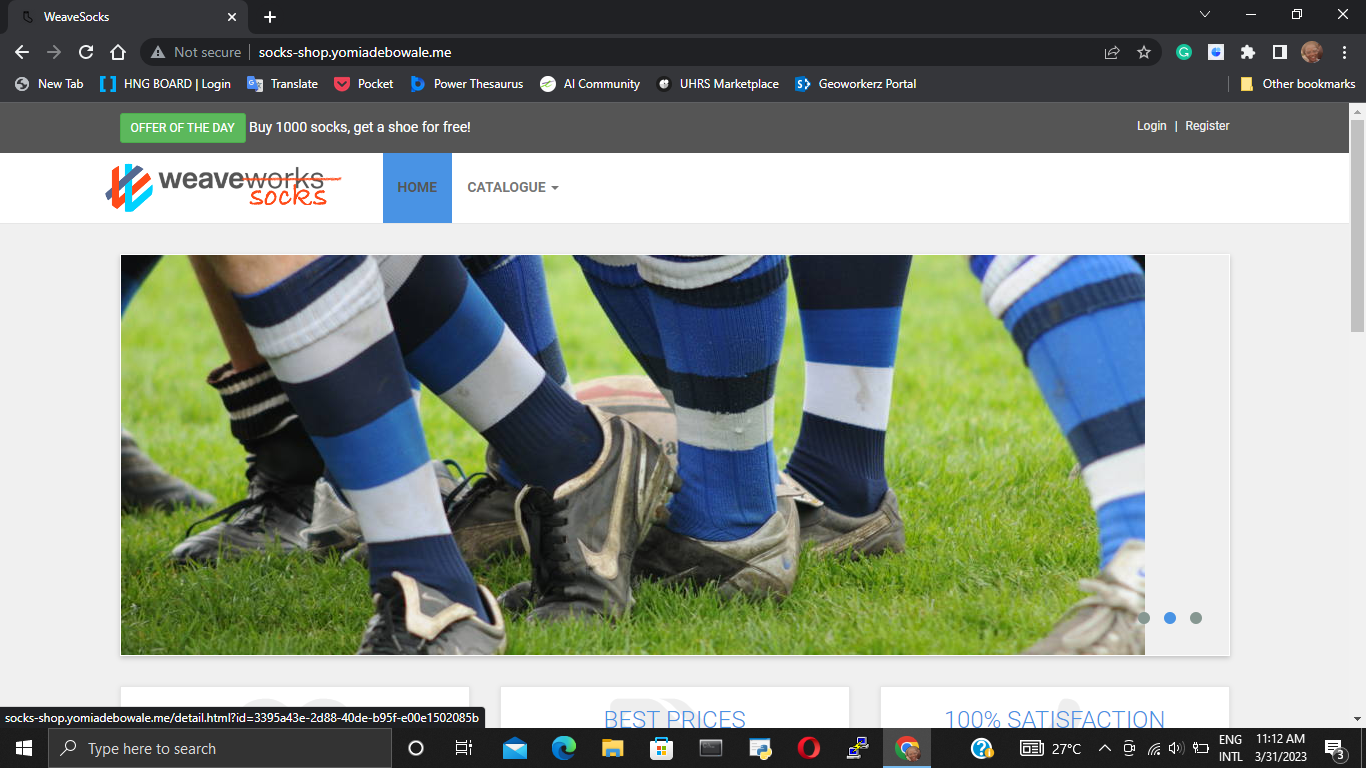 WeaveSocks
Not secure
socks-shop.yomiadebowale.me
New Tab
HNG BOARD | Login
Translate
Pocket
Power Thesaurus
AI Community
UHRS Marketplace
Geoworkerz Portal
Other bookmarks
OFFER OF THE DAY Buy 1000 socks, get a shoe for free!
Login | Register
weaveworks
socks
HOME
CATALOGUE
BEST PRICES
100% SATISFACTION
socks-shop.yomiadebowale.me/detail.html?id=3395a43e-2d88-40de-b95f-e00e1502085b
Type here to search
27°C
ENG
INTL
11:12 AM
3/31/2023
3